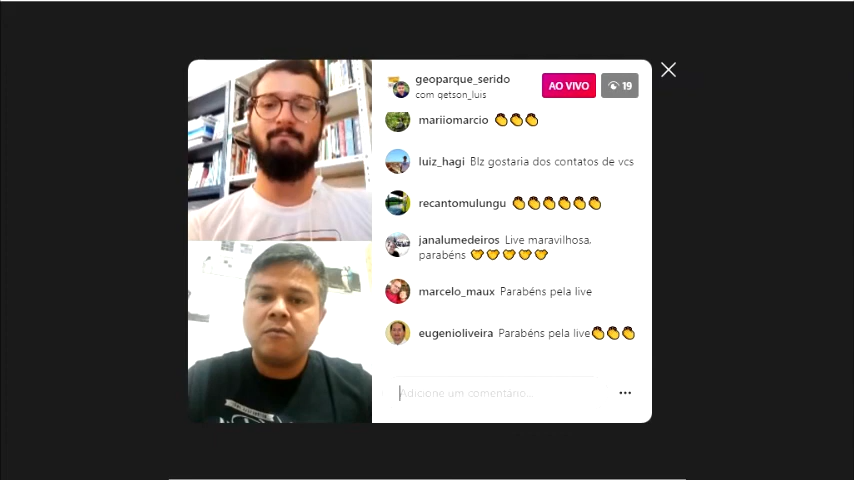 geoparque_serido
com qetson_luis
AO VIVO
19
mariiomarcio 👏👏👏
luiz_hagi Blz gostaria dos contatos de vcs
recantomulungu 👏👏👏👏👏👏
janalumedeiros Live maravilhosa,
parabéns 👏👏👏👏👏
marcelo_maux Parabéns pela live
eugenioliveira Parabéns pela live👏👏👏
Adicione um comentário...